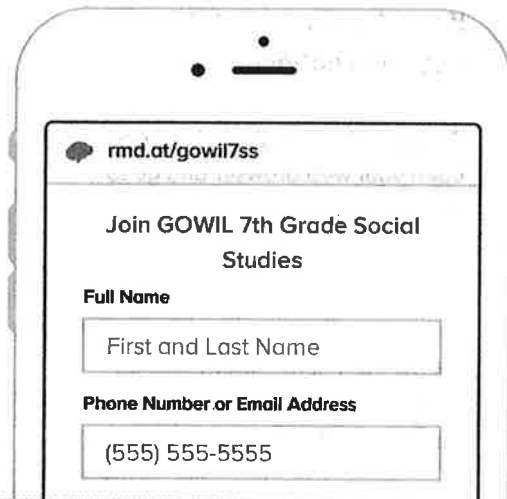 rmd.at/gowil7ss
Join GOWIL 7th Grade Social
Studies
Full Name
First and Last Name
Phone Number or Email Address
(555) 555-5555